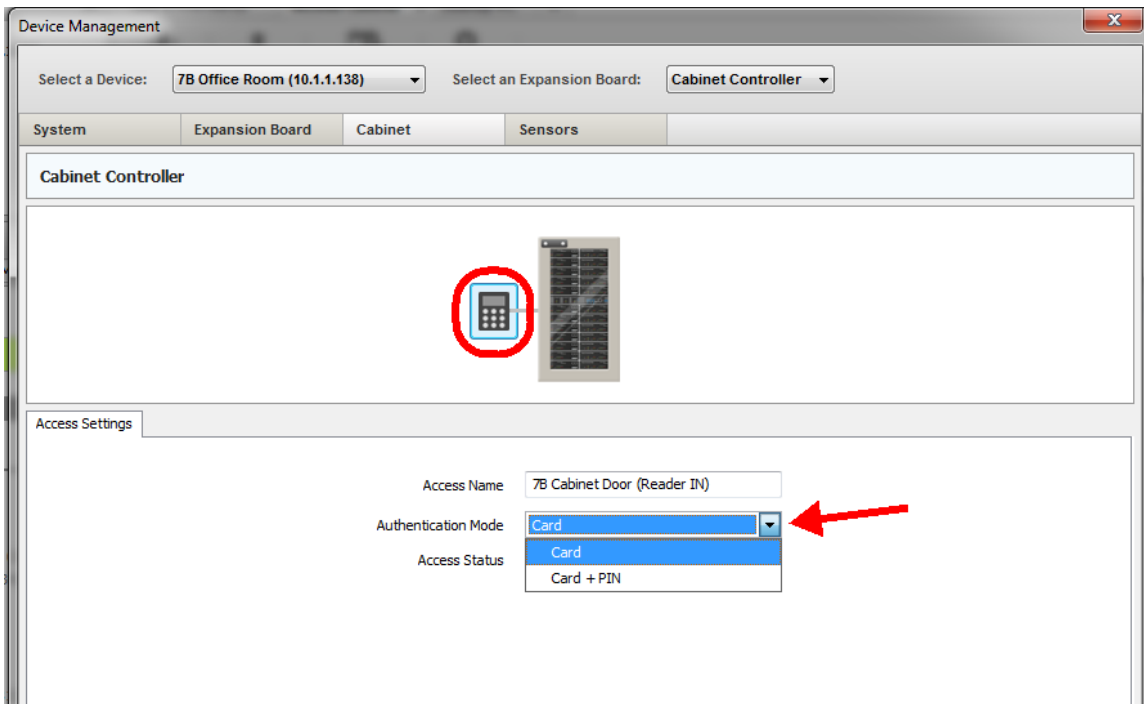 Device Management
Select a Device: 7B Office Room (10.1.1.138) Select an Expansion Board: Cabinet Controller
System Expansion Board Cabinet Sensors
Cabinet Controller
Access Settings
Access Name 7B Cabinet Door (Reader IN)
Authentication Mode Card
Access Status Card
Card + PIN